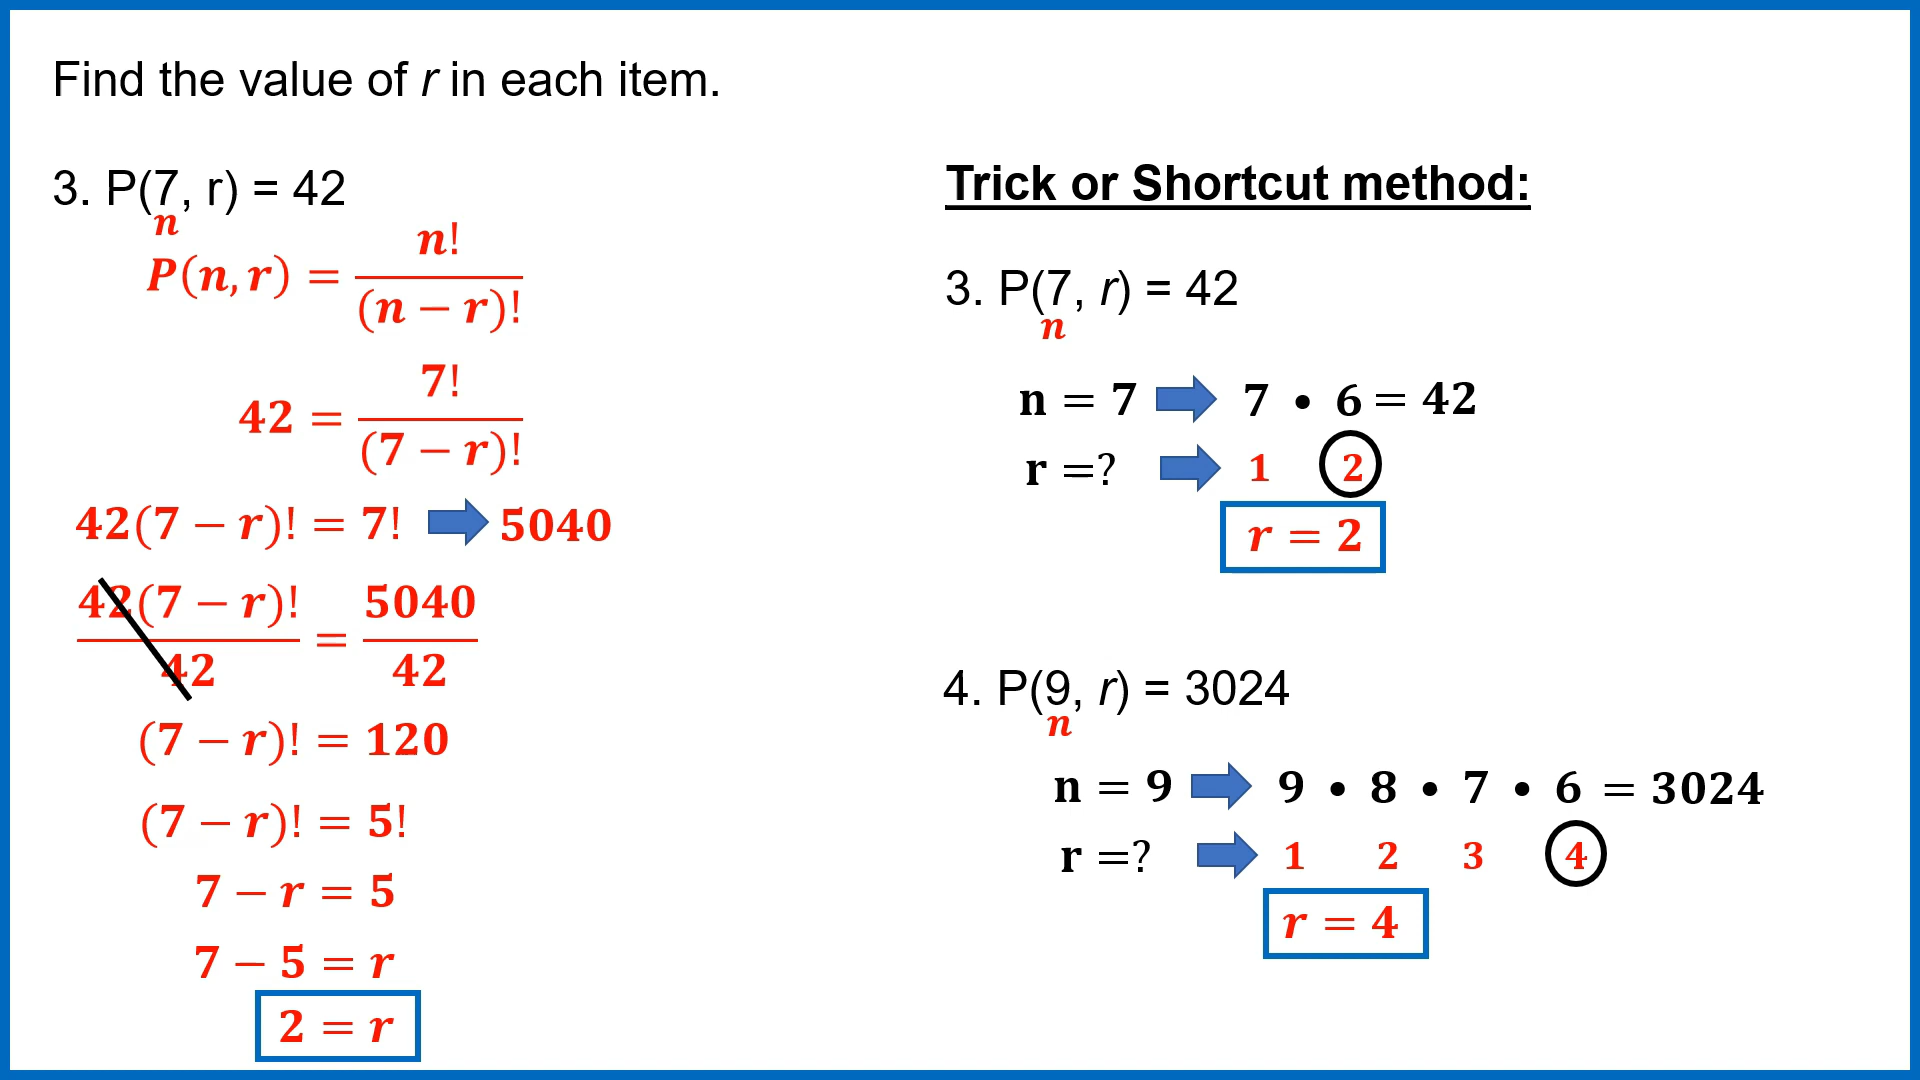 Find the value of r in each item.
3. P(7, r) = 42
n
P(n, r) = n! / (n − r)!
42 = 7! / (7 − r)!
42(7 − r)! = 7! 5040
42(7 − r)! / 42 = 5040 / 42
(7 − r)! = 120
(7 − r)! = 5!
7 − r = 5
7 − 5 = r
2 = r
Trick or Shortcut method:
3. P(7, r) = 42
n
n = 7 7 • 6 = 42
r =? 1 2
r = 2
4. P(9, r) = 3024
n
n = 9 9 • 8 • 7 • 6 = 3024
r =? 1 2 3 4
r = 4